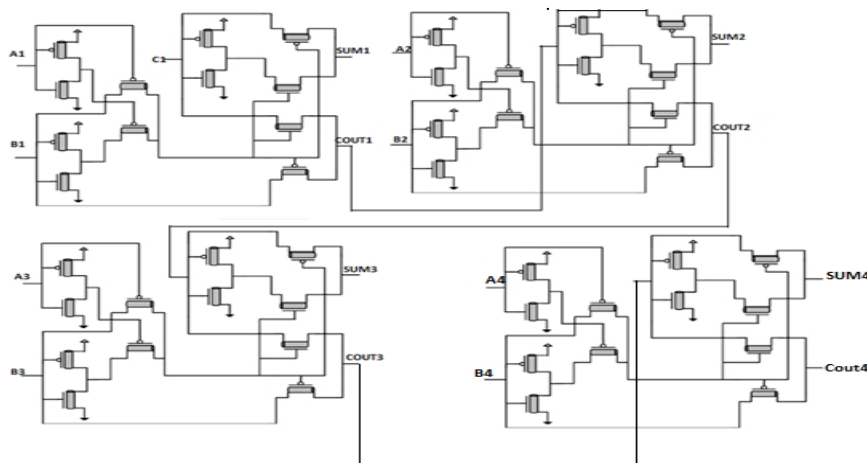 A1
C1
SUM1
B1
COUT1
A2
SUM2
B2
COUT2
A3
SUM3
B3
COUT3
A4
SUM4
B4
Cout4